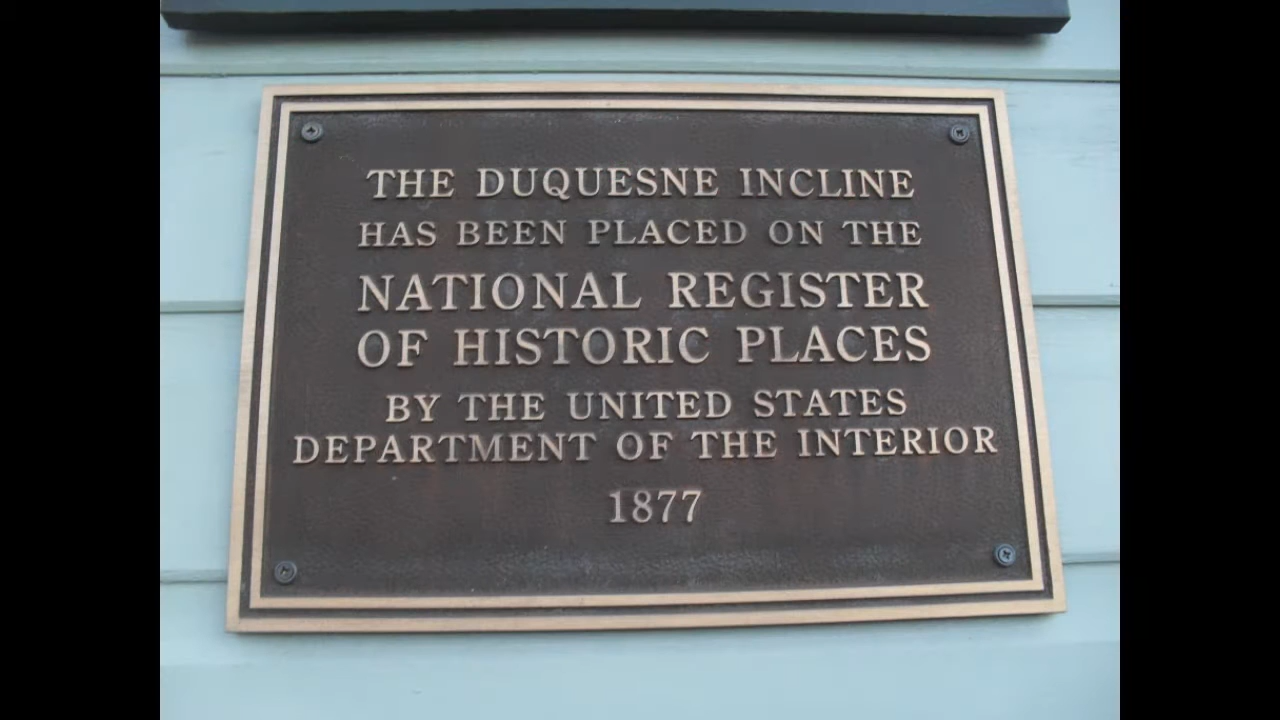 THE DUQUESNE INCLINE
HAS BEEN PLACED ON THE
NATIONAL REGISTER
OF HISTORIC PLACES
BY THE UNITED STATES
DEPARTMENT OF THE INTERIOR
1877